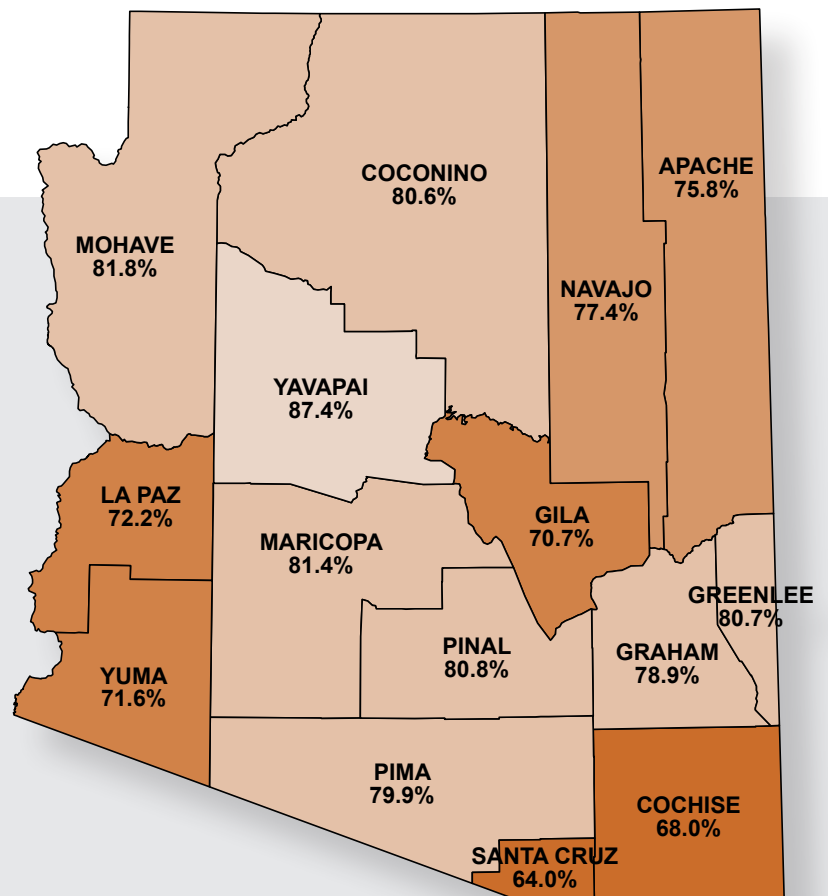 COCONINO
80.6%
APACHE
75.8%
MOHAVE
81.8%
NAVAJO
77.4%
YAVAPAI
87.4%
LA PAZ
72.2%
GILA
70.7%
MARICOPA
81.4%
GREENLEE
80.7%
PINAL
80.8%
GRAHAM
78.9%
YUMA
71.6%
PIMA
79.9%
COCHISE
68.0%
SANTA CRUZ
64.0%